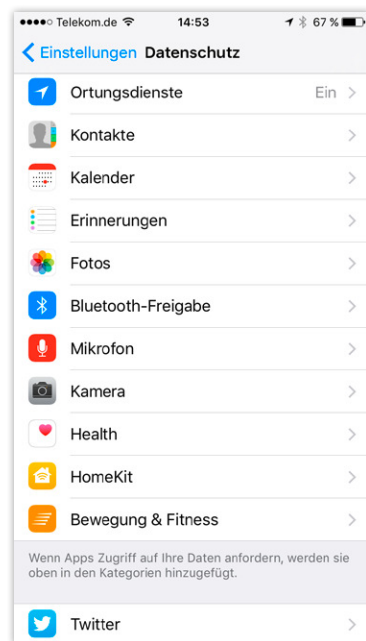 Telekom.de 14:53 67 %
Einstellungen Datenschutz
Ortungsdienste Ein
Kontakte
Kalender
Erinnerungen
Fotos
Bluetooth-Freigabe
Mikrofon
Kamera
Health
HomeKit
Bewegung & Fitness
Wenn Apps Zugriff auf Ihre Daten anfordern, werden sie
oben in den Kategorien hinzugefügt.
Twitter